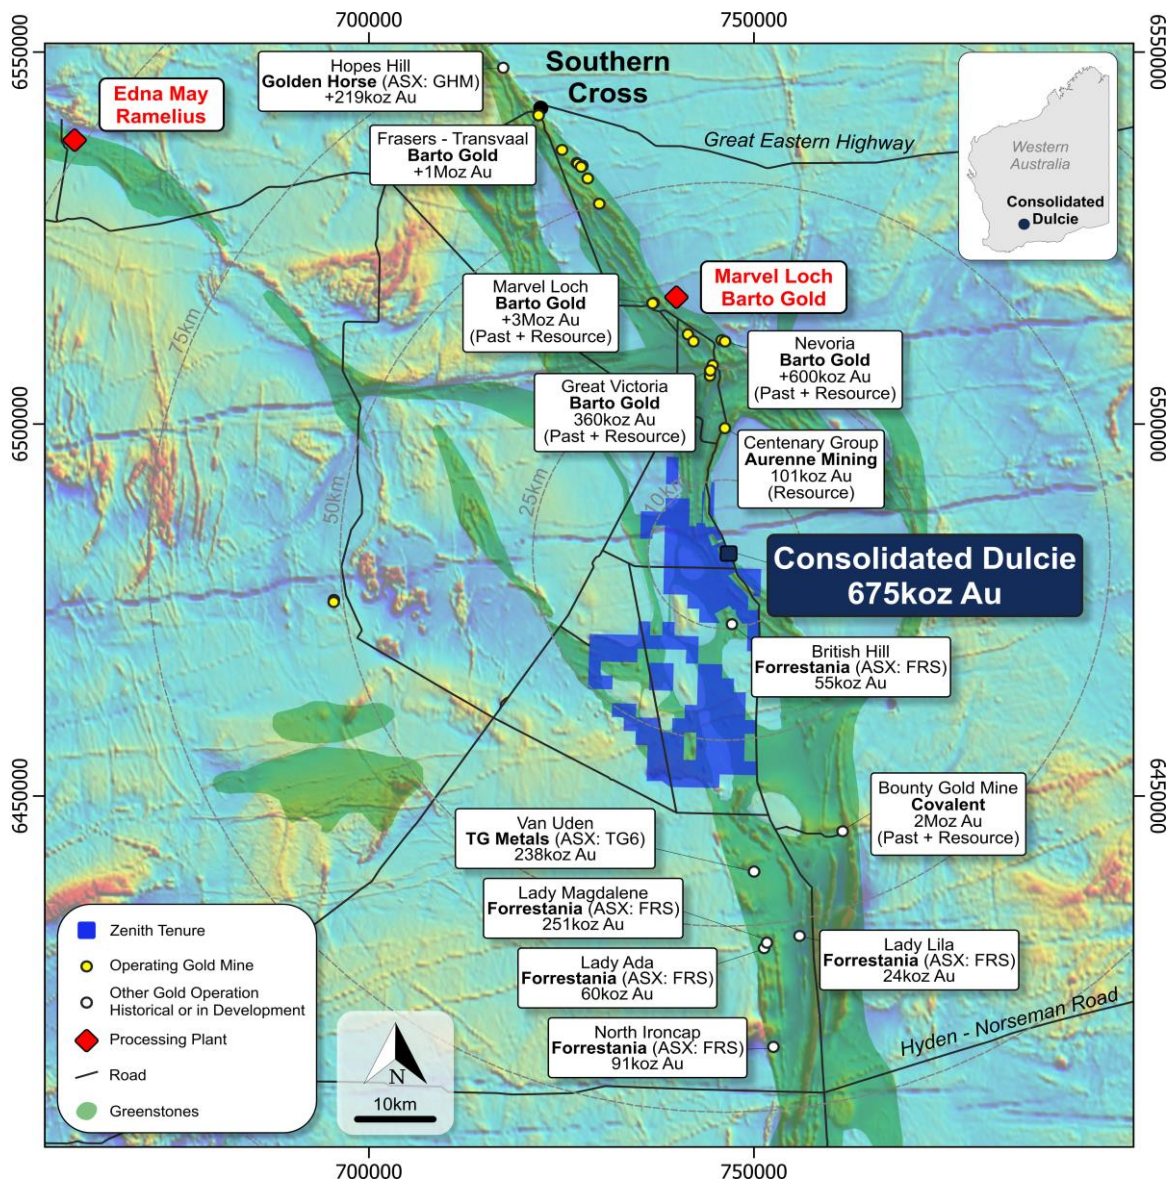 700000
750000
6550000
6550000
Hopes Hill
Golden Horse (ASX: GHM)
+219koz Au
Southern
Cross
Edna May
Ramelius
Great Eastern Highway
Frasers - Transvaal
Barto Gold
+1Moz Au
Western
Australia
Consolidated
Dulcie
Marvel Loch
Barto Gold
Marvel Loch
Barto Gold
+3Moz Au
(Past + Resource)
75km
Nevoria
Barto Gold
+600koz Au
(Past + Resource)
Great Victoria
Barto Gold
360koz Au
(Past + Resource)
6500000
6500000
Centenary Group
Aurenne Mining
101koz Au
(Resource)
50km
25km
10km
Consolidated Dulcie
675koz Au
British Hill
Forrestania (ASX: FRS)
55koz Au
6450000
6450000
Bounty Gold Mine
Covalent
2Moz Au
(Past + Resource)
Van Uden
TG Metals (ASX: TG6)
238koz Au
Lady Magdalene
Forrestania (ASX: FRS)
251koz Au
Lady Lila
Forrestania (ASX: FRS)
24koz Au
Lady Ada
Forrestania (ASX: FRS)
60koz Au
North Ironcap
Forrestania (ASX: FRS)
91koz Au
Hyden - Norseman Road
Zenith Tenure
Operating Gold Mine
Other Gold Operation
Historical or in Development
Processing Plant
Road
Greenstones
N
10km
700000
750000